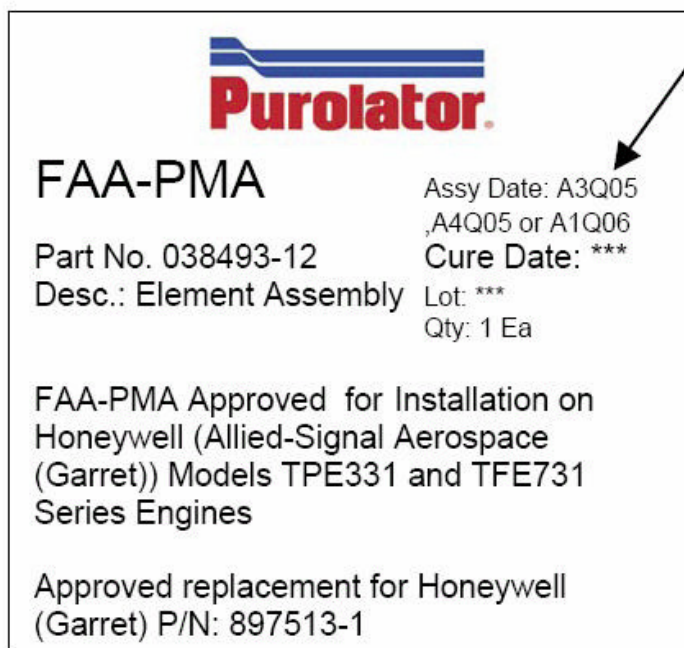 Purolator.
FAA-PMA
Assy Date: A3Q05
,A4Q05 or A1Q06
Part No. 038493-12
Cure Date: ***
Desc.: Element Assembly
Lot: ***
Qty: 1 Ea
FAA-PMA Approved for Installation on
Honeywell (Allied-Signal Aerospace
(Garret)) Models TPE331 and TFE731
Series Engines
Approved replacement for Honeywell
(Garret) P/N: 897513-1